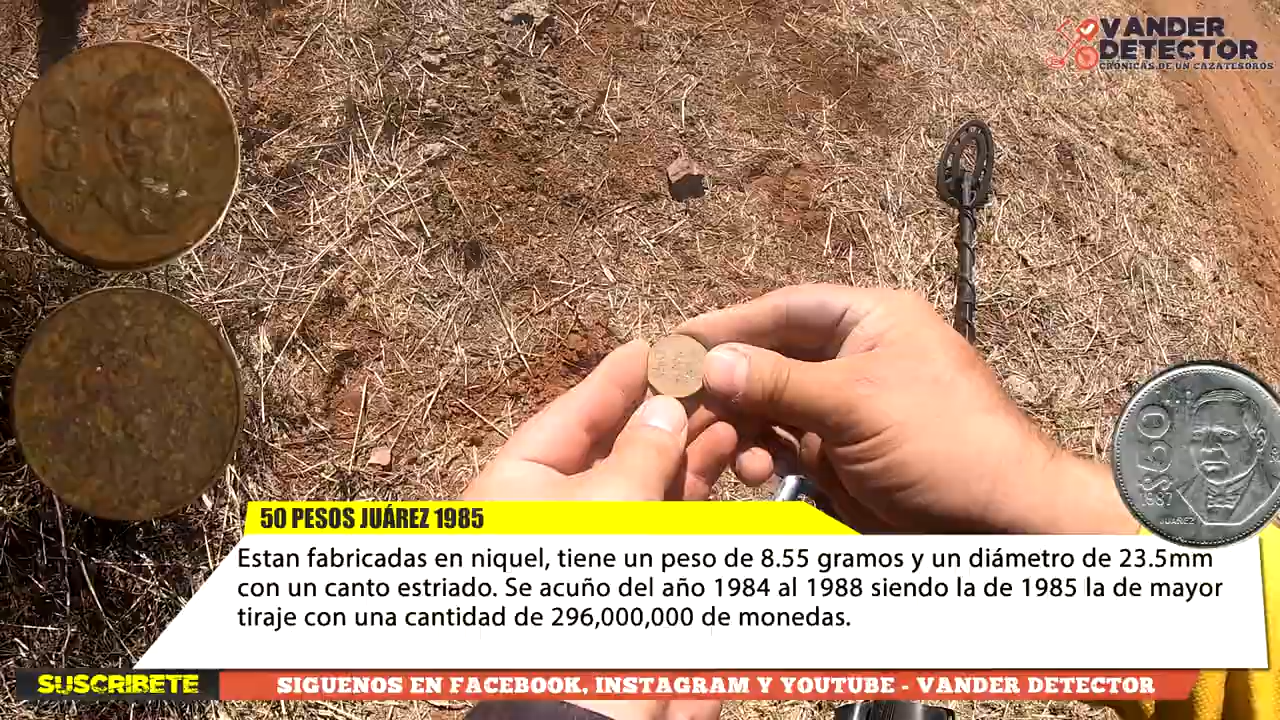 VANDER
DETECTOR
CRÓNICAS DE UN CAZATESOROS
$50
1987
JUÁREZ
50 PESOS JUÁREZ 1985
Estan fabricadas en niquel, tiene un peso de 8.55 gramos y un diámetro de 23.5mm
con un canto estriado. Se acuño del año 1984 al 1988 siendo la de 1985 la de mayor
tiraje con una cantidad de 296,000,000 de monedas.
SUSCRIBETE
SIGUENOS EN FACEBOOK, INSTAGRAM Y YOUTUBE - VANDER DETECTOR